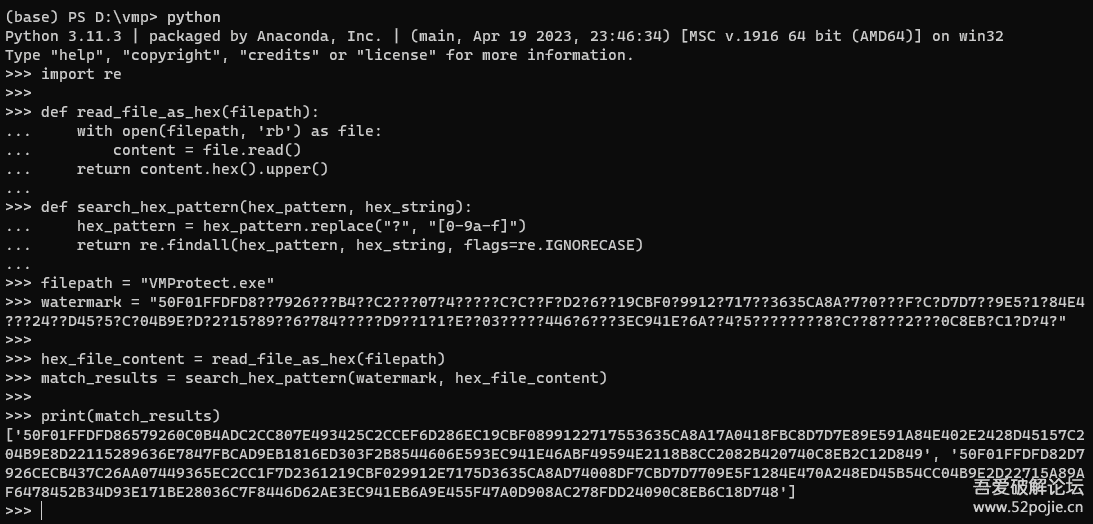 (base) PS D:\vmp> python
Python 3.11.3 | packaged by Anaconda, Inc. | (main, Apr 19 2023, 23:46:34) [MSC v.1916 64 bit (AMD64)] on win32
Type "help", "copyright", "credits" or "license" for more information.
>>> import re
>>>
>>> def read_file_as_hex(filepath):
...     with open(filepath, 'rb') as file:
...         content = file.read()
...     return content.hex().upper()
...
>>> def search_hex_pattern(hex_pattern, hex_string):
...     hex_pattern = hex_pattern.replace("?", "[0-9a-f]")
...     return re.findall(hex_pattern, hex_string, flags=re.IGNORECASE)
...
>>> filepath = "VMProtect.exe"
>>> watermark = "50F01FFDFD8??7926???B4??C2???07?4?????C?C??F?D2?6??19CBF0?9912?717??3635CA8A?7?0???F?C?D7D7??9E5?1?84E4
???24??D45?5?C?04B9E?D?2?15?89??6?784?????D9??1?1?E??03?????446?6???3EC941E?6A??4?5????????8?C??8???2???0C8EB?C1?D?4?"
>>>
>>> hex_file_content = read_file_as_hex(filepath)
>>> match_results = search_hex_pattern(watermark, hex_file_content)
>>>
>>> print(match_results)
['50F01FFDFD86579260C0B4ADC2CC807E493425C2CCEF6D286EC19CBF0899122717553635CA8A17A0418FBC8D7D7E89E591A84E402E2428D45157C2
04B9E8D22115289636E7847FBCAD9EB1816ED303F2B8544606E593EC941E46ABF49594E2118B8CC2082B420740C8EB2C12D849', '50F01FFDFD82D7
926CECB437C26AA07449365EC2CC1F7D2361219CBF029912E7175D3635CA8AD74008DF7CBD7D7709E5F1284E470A248ED45B54CC04B9E2D22715A89A
F6478452B34D93E171BE28036C7F8446D62AE3EC941EB6A9E455F47A0D908AC278FDD24090C8EB6C18D748']
>>>
吾爱破解论坛
www.52pojie.cn